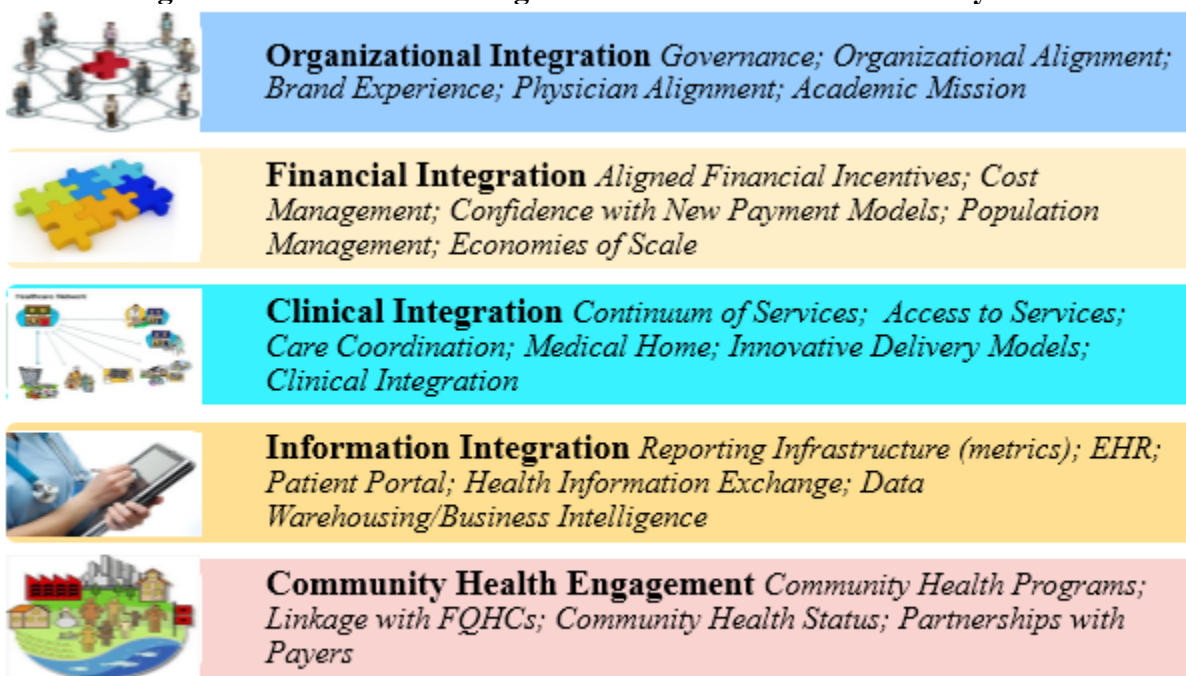 Organizational Integration Governance; Organizational Alignment;
Brand Experience; Physician Alignment; Academic Mission
Financial Integration Aligned Financial Incentives; Cost
Management; Confidence with New Payment Models; Population
Management; Economies of Scale
Healthcare Network
Clinical Integration Continuum of Services; Access to Services;
Care Coordination; Medical Home; Innovative Delivery Models;
Clinical Integration
Information Integration Reporting Infrastructure (metrics); EHR;
Patient Portal; Health Information Exchange; Data
Warehousing/Business Intelligence
Community Health Engagement Community Health Programs;
Linkage with FQHCs; Community Health Status; Partnerships with
Payers